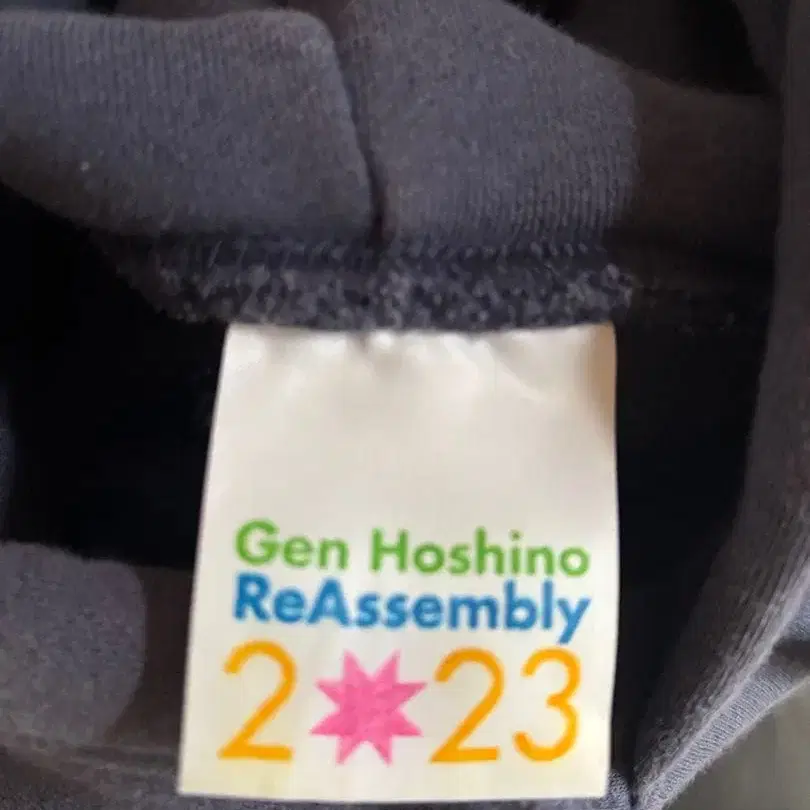 Gen Hoshino
ReAssembly
2✷23